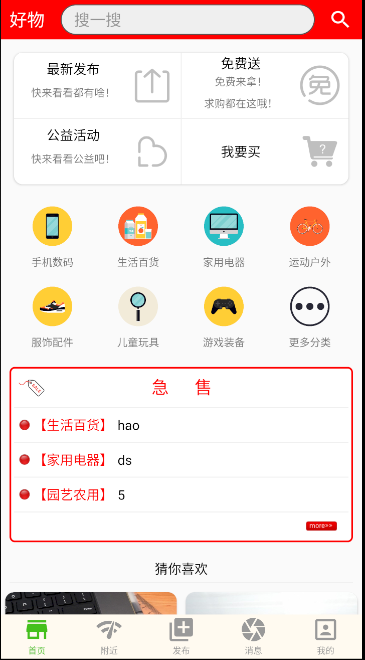 好物 搜一搜
最新发布
快来看看都有啥！
免费送
免费来拿！
求购都在这哦！
免
公益活动
快来看看公益吧！
我要买
?
手机数码 生活百货 家用电器 运动户外
服饰配件 儿童玩具 游戏装备 更多分类
急 售
【生活百货】 hao
【家用电器】 ds
【园艺农用】 5
more>>
猜你喜欢
首页 附近 发布 消息 我的